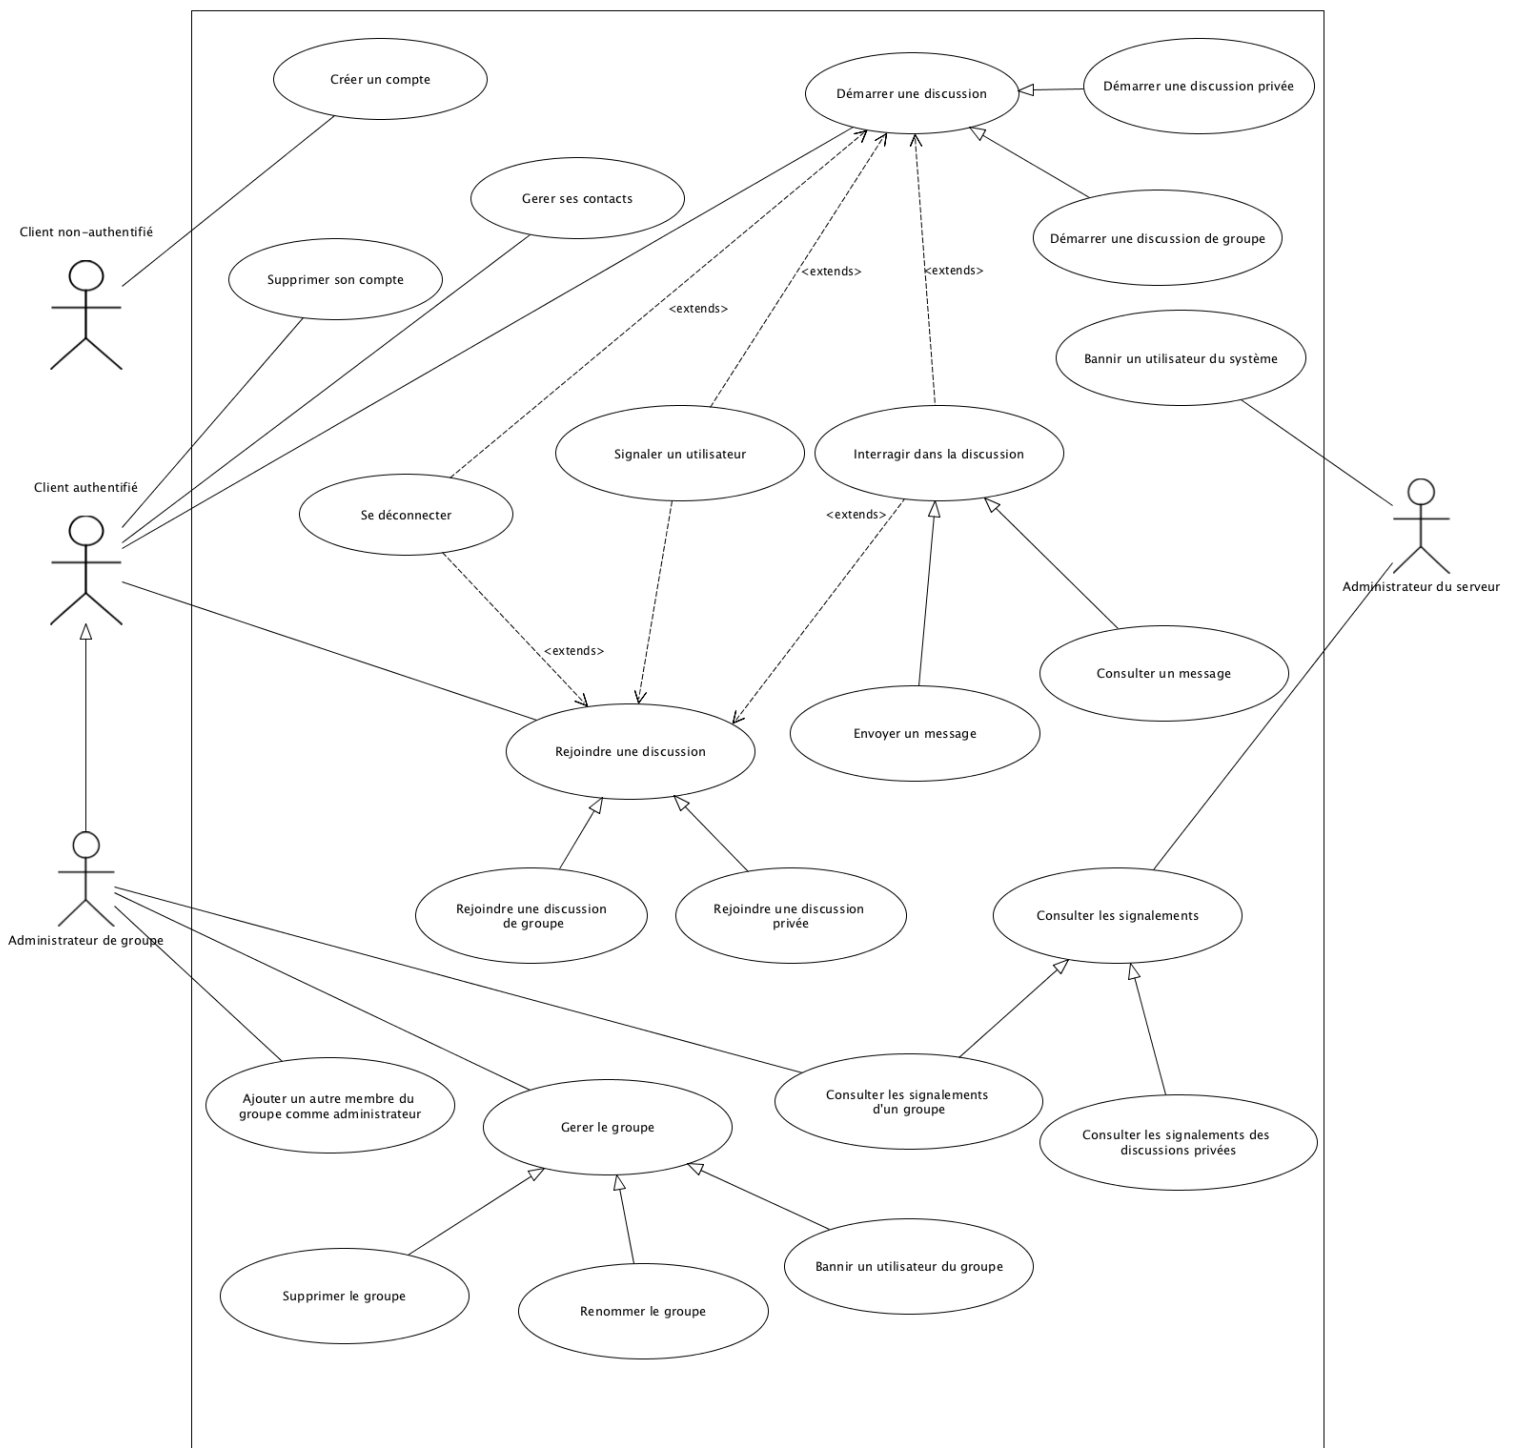 Créer un compte
Démarrer une discussion
Démarrer une discussion privée
Gerer ses contacts
Client non-authentifié
Démarrer une discussion de groupe
Supprimer son compte
<extends>
<extends>
<extends>
Bannir un utilisateur du système
Signaler un utilisateur
Interragir dans la discussion
Client authentifié
Se déconnecter
<extends>
Administrateur du serveur
<extends>
Consulter un message
Envoyer un message
Rejoindre une discussion
Rejoindre une discussion
de groupe
Rejoindre une discussion
privée
Consulter les signalements
Administrateur de groupe
Ajouter un autre membre du
groupe comme administrateur
Consulter les signalements
d'un groupe
Gerer le groupe
Consulter les signalements des
discussions privées
Bannir un utilisateur du groupe
Supprimer le groupe
Renommer le groupe